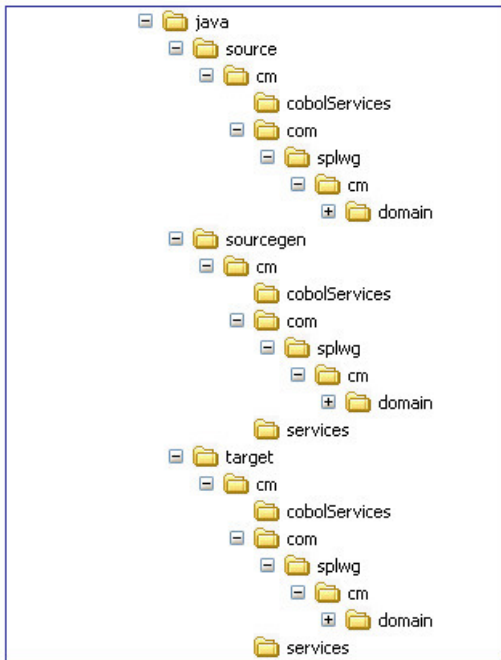 java
source
cm
cobolServices
com
splwg
cm
domain
sourcegen
cm
cobolServices
com
splwg
cm
domain
services
target
cm
cobolServices
com
splwg
cm
domain
services